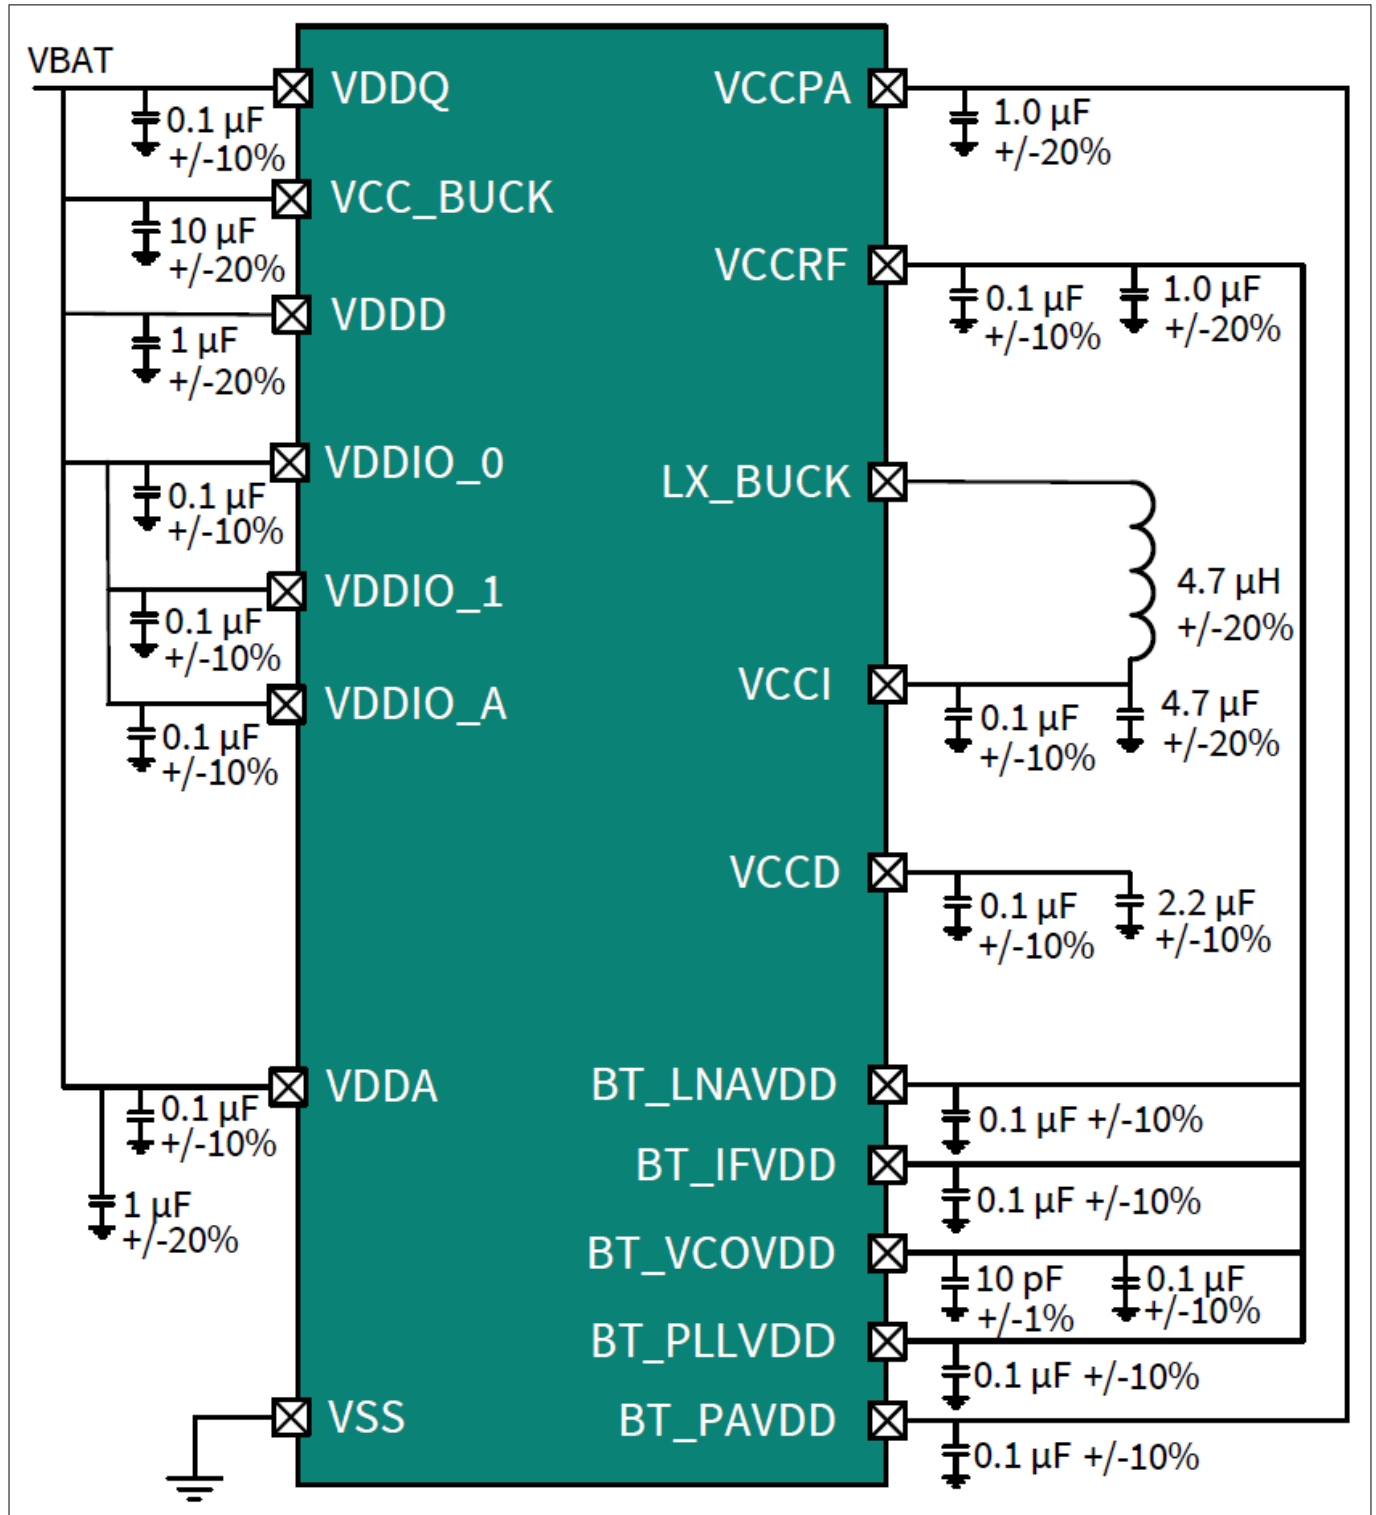 VBAT
VDDQ
0.1 µF
+/-10%
VCC_BUCK
10 µF
+/-20%
VDDD
1 µF
+/-20%
VDDIO_0
0.1 µF
+/-10%
VDDIO_1
0.1 µF
+/-10%
VDDIO_A
0.1 µF
+/-10%
VDDA
0.1 µF
+/-10%
1 µF
+/-20%
VSS
VCCPA
1.0 µF
+/-20%
VCCRF
0.1 µF
+/-10%
1.0 µF
+/-20%
LX_BUCK
4.7 µH
+/-20%
VCCI
0.1 µF
+/-10%
4.7 µF
+/-20%
VCCD
0.1 µF
+/-10%
2.2 µF
+/-10%
BT_LNAVDD
0.1 µF +/-10%
BT_IFVDD
0.1 µF +/-10%
BT_VCOVDD
10 pF
+/-1%
0.1 µF
+/-10%
BT_PLLVDD
0.1 µF +/-10%
BT_PAVDD
0.1 µF +/-10%